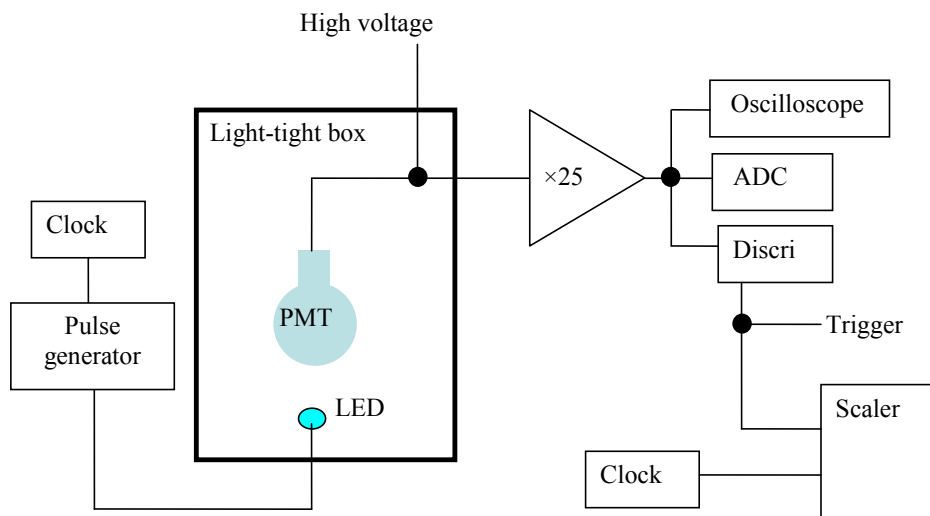 High voltage
Light-tight box
Oscilloscope
×25
ADC
Clock
Discri
PMT
Pulse
generator
Trigger
LED
Scaler
Clock